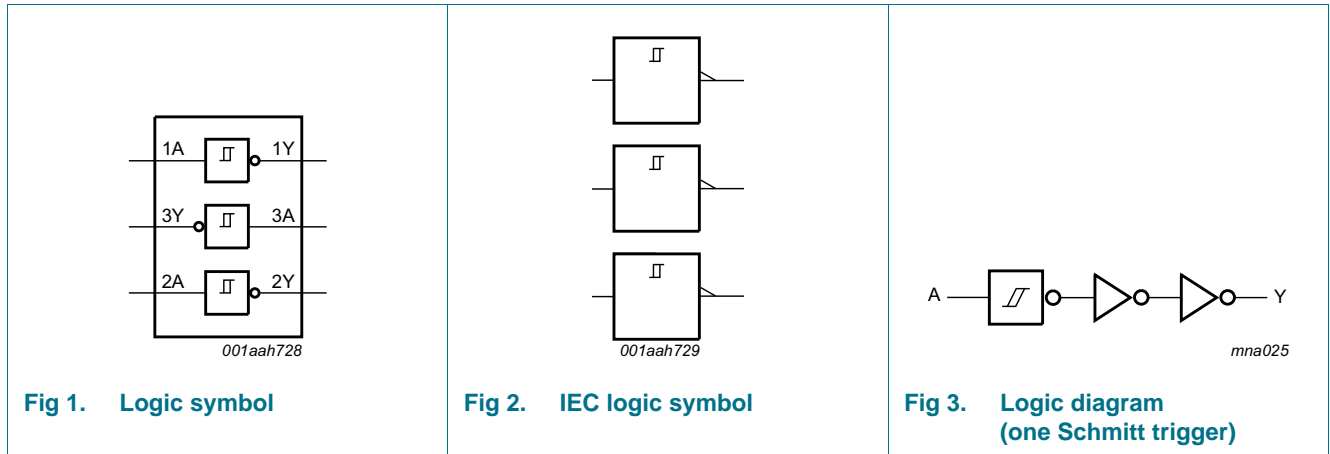 1A 1Y
3Y 3A
2A 2Y
001aah728
Fig 1. Logic symbol
001aah729
Fig 2. IEC logic symbol
A Y
mna025
Fig 3. Logic diagram
(one Schmitt trigger)